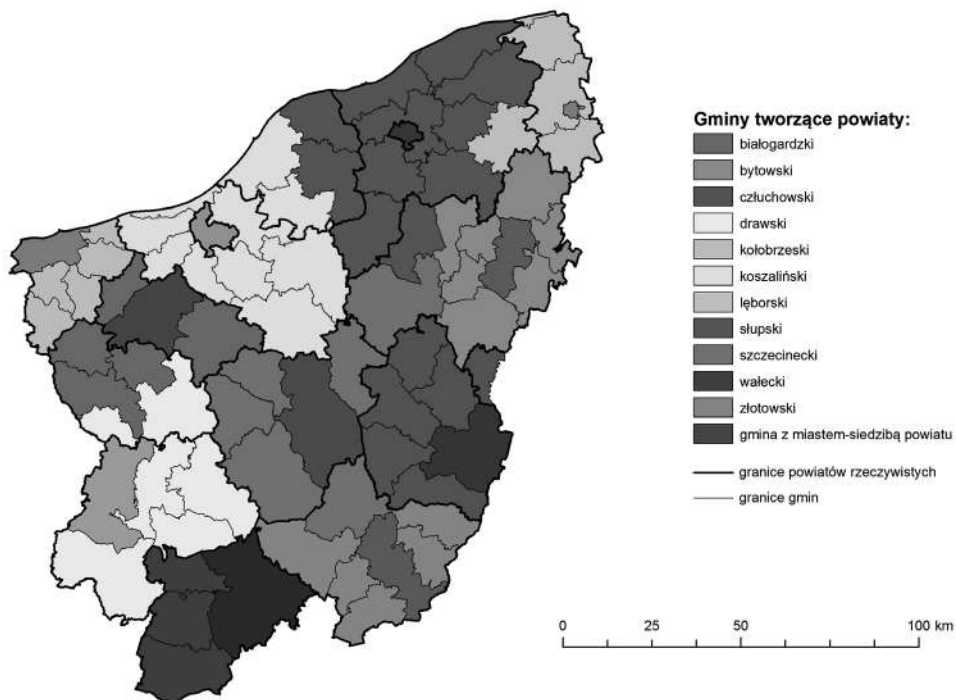 Gminy tworzące powiaty:
białogardzki
bytowski
człuchowski
drawski
kołobrzeski
koszaliński
lęborski
słupski
szczecinecki
wałecki
złotowski
gmina z miastem-siedzibą powiatu
granice powiatów rzeczywistych
granice gmin
0 25 50 100 km